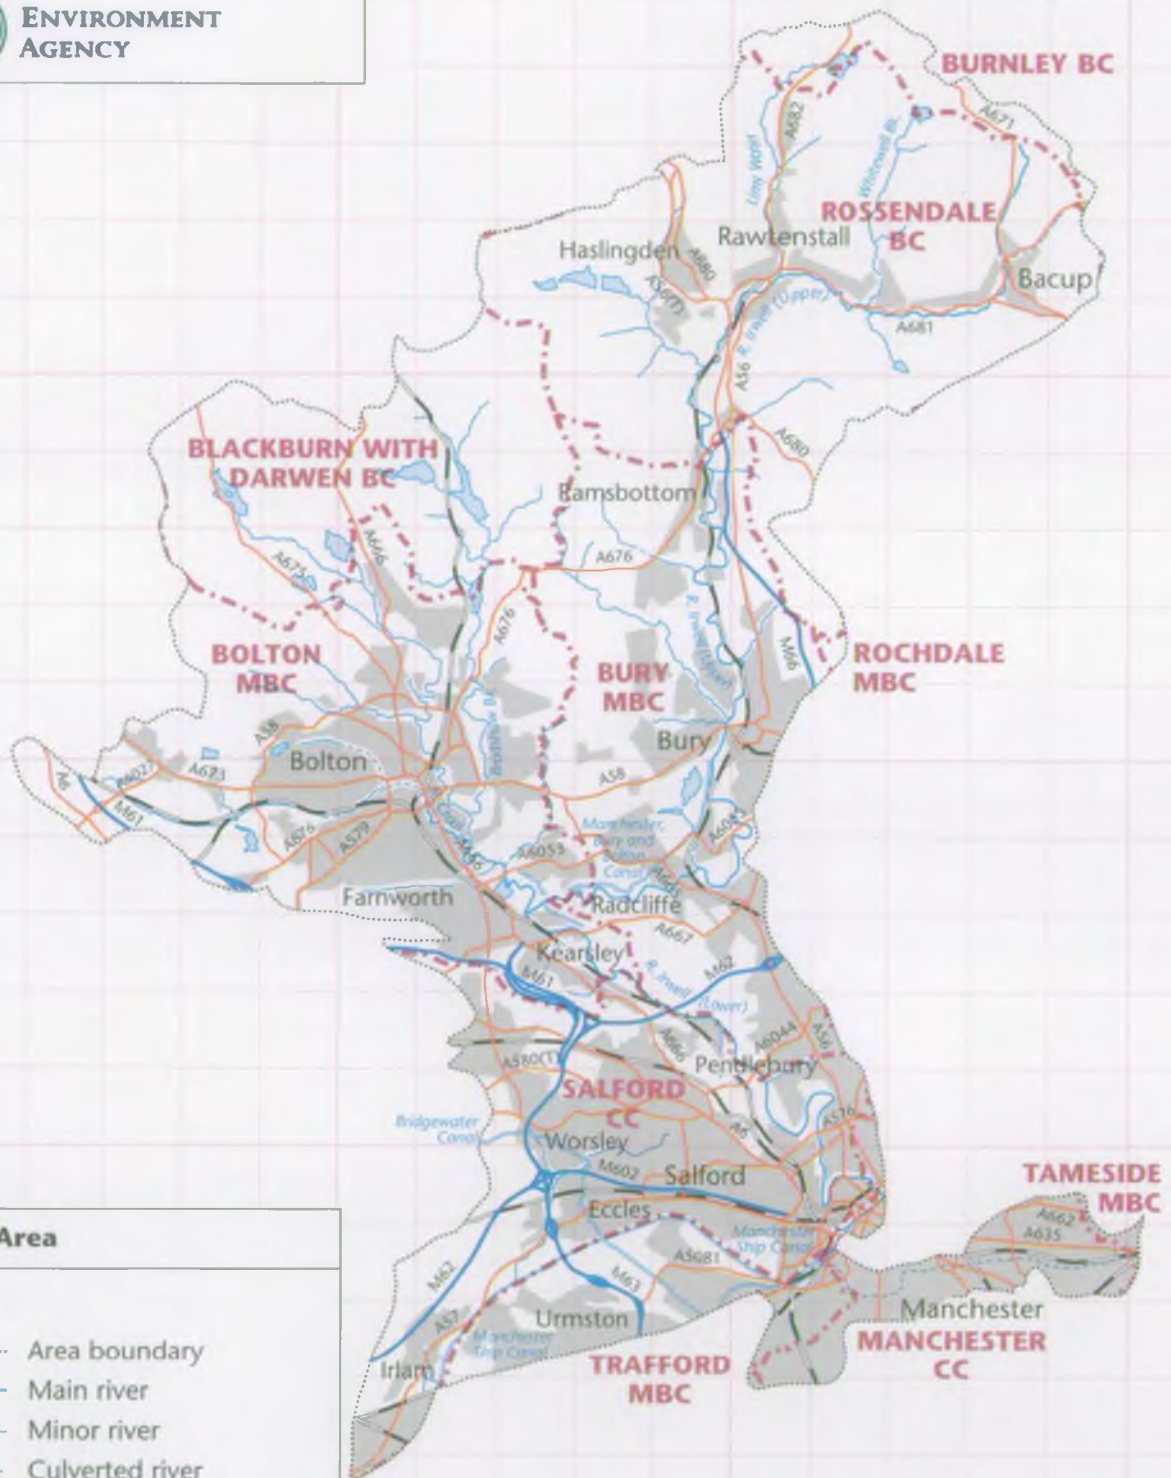 ENVIRONMENT
AGENCY
BURNLEY BC
A671
A682
Limy Water
Whitewell Bk.
ROSSENDALE
BC
Rawtenstall
Haslingden
A680
A56(T)
Bacup
R. Irwell (Upper)
A681
A56
A680
BLACKBURN WITH
DARWEN BC
Ramsbottom
A666
A675
A676
A676
R. Irwell (Upper)
M66
BOLTON
MBC
BURY
MBC
ROCHDALE
MBC
Bradshaw Bk.
A58
Bolton
Bury
A6
A6027
A673
A58
M61
A676
A579
A666
A6053
Manchester,
Bury and
Bolton
Canal
Farnworth
Radcliffe
A667
Kearsley
M61
R. Irwell (Lower)
M62
A6044
A56
A666
Pendlebury
A580(T)
SALFORD
CC
A576
A6
Bridgewater
Canal
Worsley
M602
Salford
TAMESIDE
MBC
Eccles
A662
A635
Manchester
Ship Canal
A5081
M62
M63
A57
Urmston
Manchester
Manchester
Ship Canal
MANCHESTER
CC
Irlam
TRAFFORD
MBC
Area
Area boundary
Main river
Minor river
Culverted river